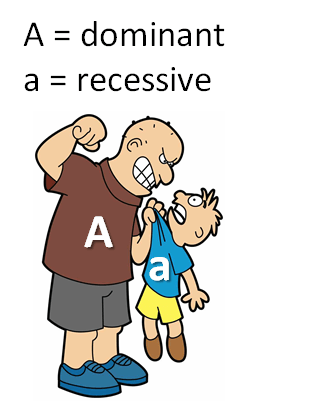 A = dominant
a = recessive
A
a